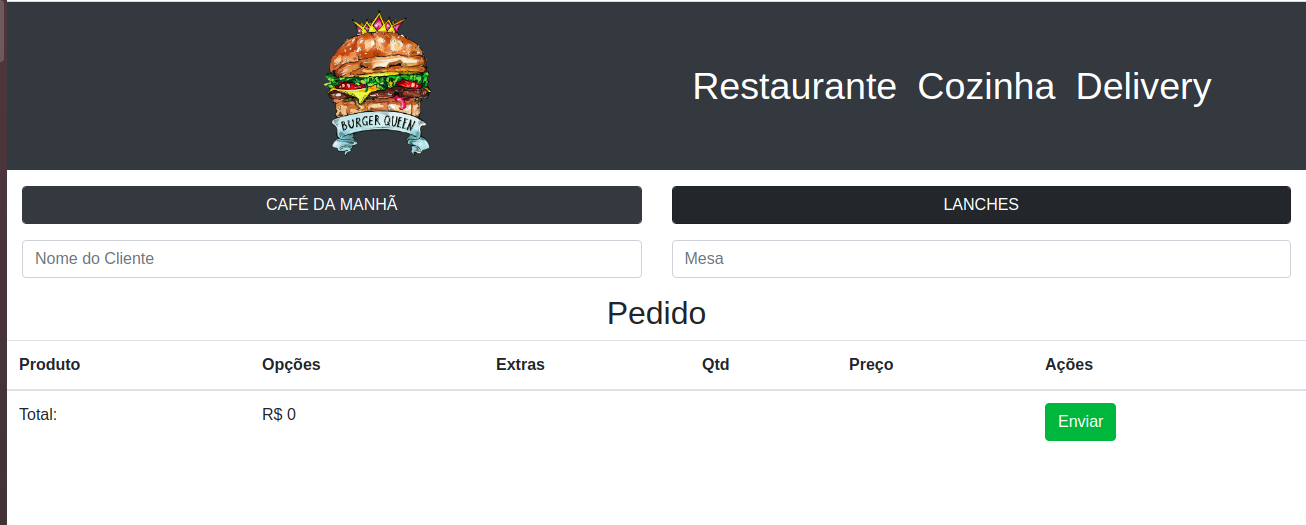 BURGER QUEEN
Restaurante Cozinha Delivery
CAFÉ DA MANHÃ LANCHES
Nome do Cliente Mesa
Pedido
Produto Opções Extras Qtd Preço Ações
Total: R$ 0 Enviar